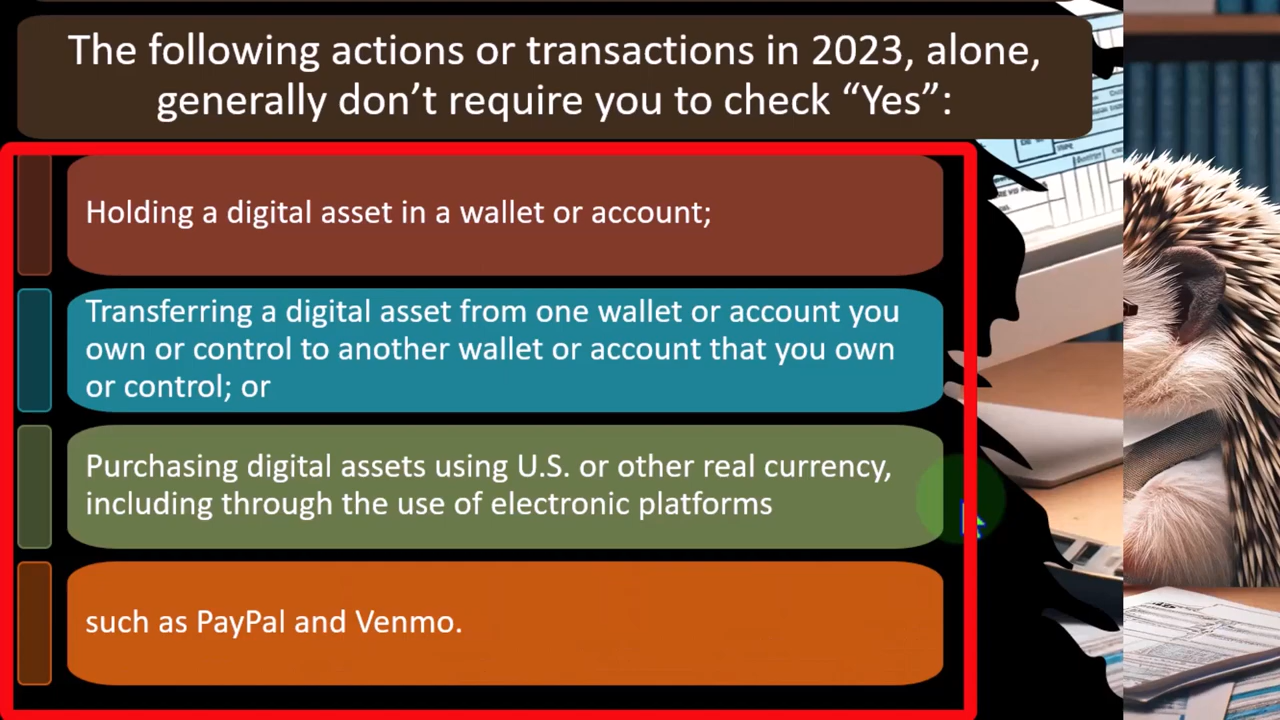 The following actions or transactions in 2023, alone,
generally don’t require you to check “Yes”:
Holding a digital asset in a wallet or account;
Transferring a digital asset from one wallet or account you
own or control to another wallet or account that you own
or control; or
Purchasing digital assets using U.S. or other real currency,
including through the use of electronic platforms
such as PayPal and Venmo.